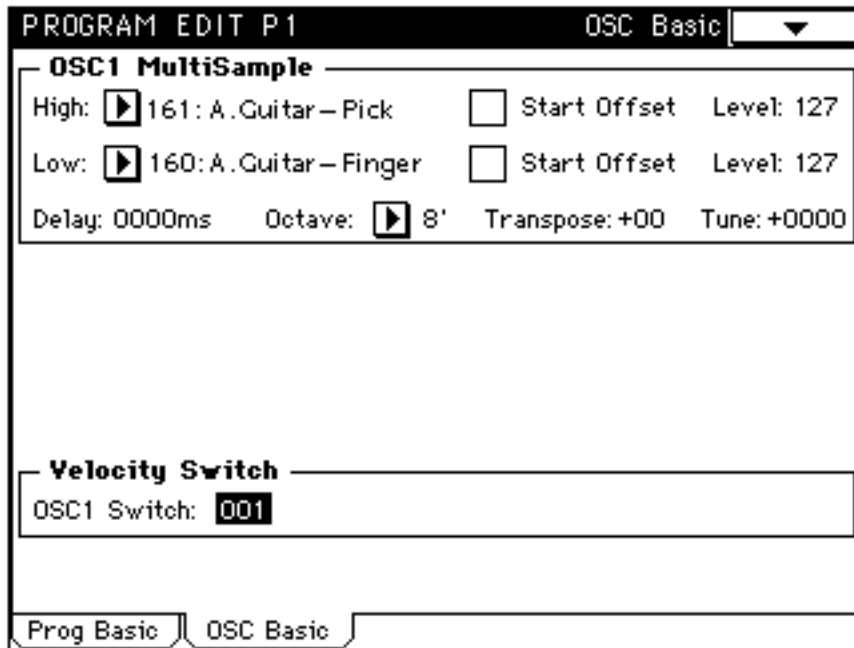 PROGRAM EDIT P1 OSC Basic
OSC1 MultiSample
High: 161: A.Guitar–Pick Start Offset Level: 127
Low: 160: A.Guitar–Finger Start Offset Level: 127
Delay: 0000ms Octave: 8' Transpose: +00 Tune: +0000
Velocity Switch
OSC1 Switch: 001
Prog Basic OSC Basic